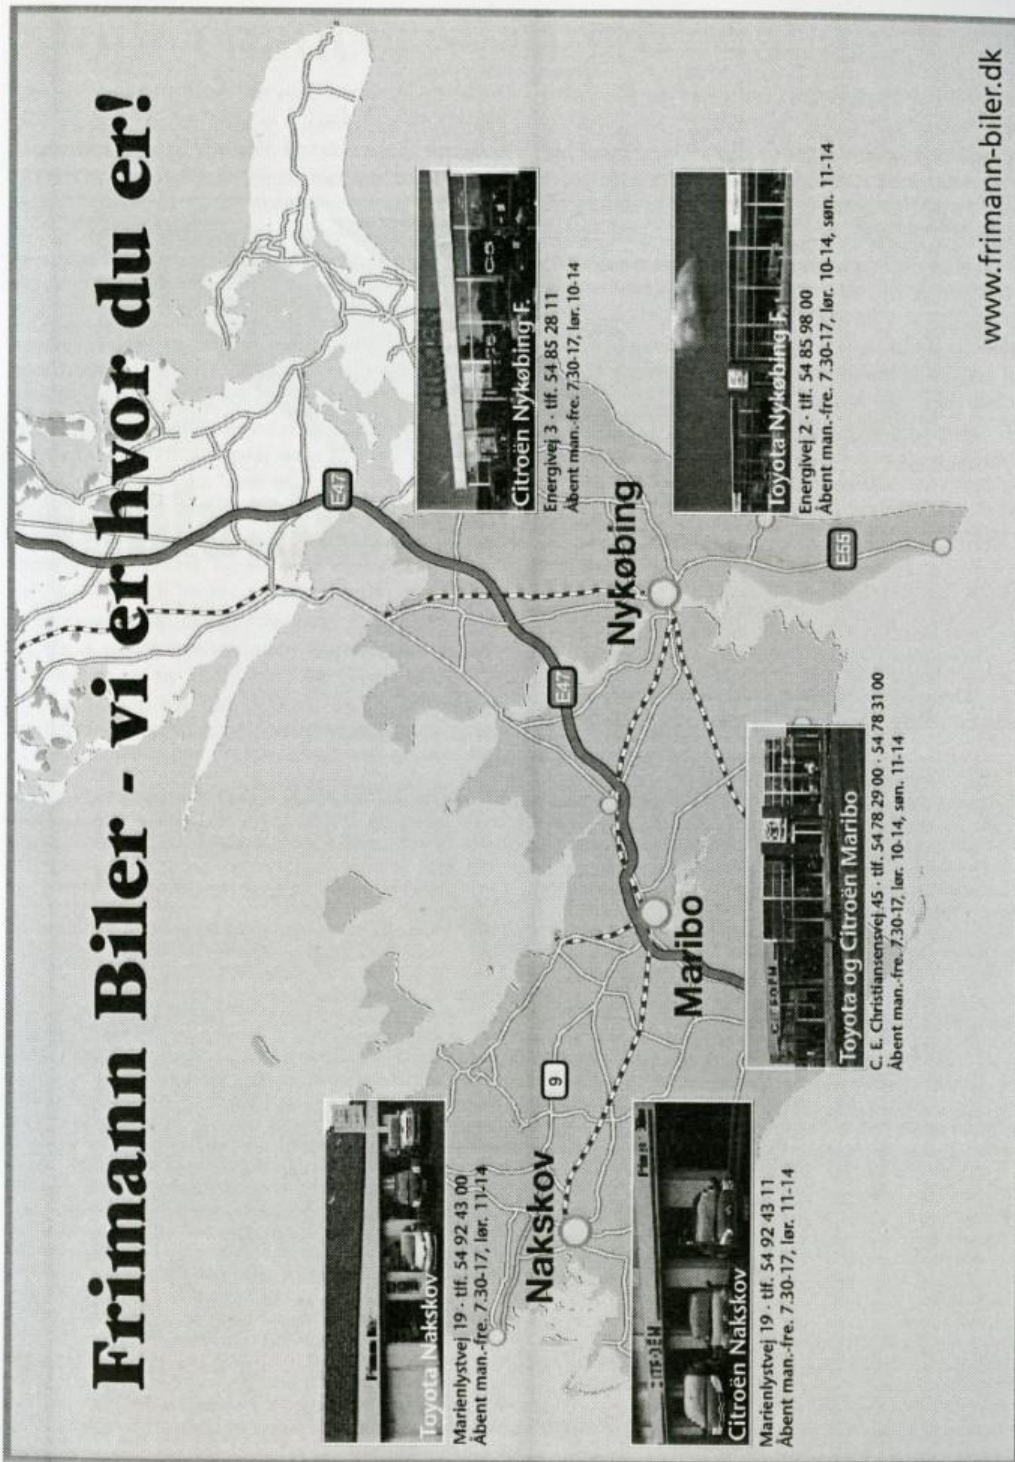 Frimann Biler - vi er hvor du er!
Toyota Nakskov
Marienlystvej 19 · tlf. 54 92 43 00
Åbent man.-fre. 7.30-17, lør. 11-14
Nakskov
CITROËN
Citroën Nakskov
Marienlystvej 19 · tlf. 54 92 43 11
Åbent man.-fre. 7.30-17, lør. 11-14
9
Maribo
CITROËN
Toyota og Citroën Maribo
C. E. Christiansensvej 45 · tlf. 54 78 29 00 · 54 78 31 00
Åbent man.-fre. 7.30-17, lør. 10-14, søn. 11-14
E47
E47
Nykøbing
E55
C5
Citroën Nykøbing F.
Energivej 3 · tlf. 54 85 28 11
Åbent man.-fre. 7.30-17, lør. 10-14
Toyota Nykøbing F.
Energivej 2 · tlf. 54 85 98 00
Åbent man.-fre. 7.30-17, lør. 10-14, søn. 11-14
www.frimann-biler.dk